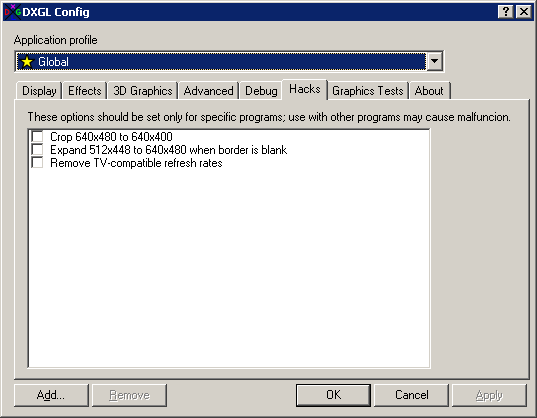 DXGL Config
Application profile
Global
Display Effects 3D Graphics Advanced Debug Hacks Graphics Tests About
These options should be set only for specific programs; use with other programs may cause malfuncion.
Crop 640x480 to 640x400
Expand 512x448 to 640x480 when border is blank
Remove TV-compatible refresh rates
Add... Remove OK Cancel Apply